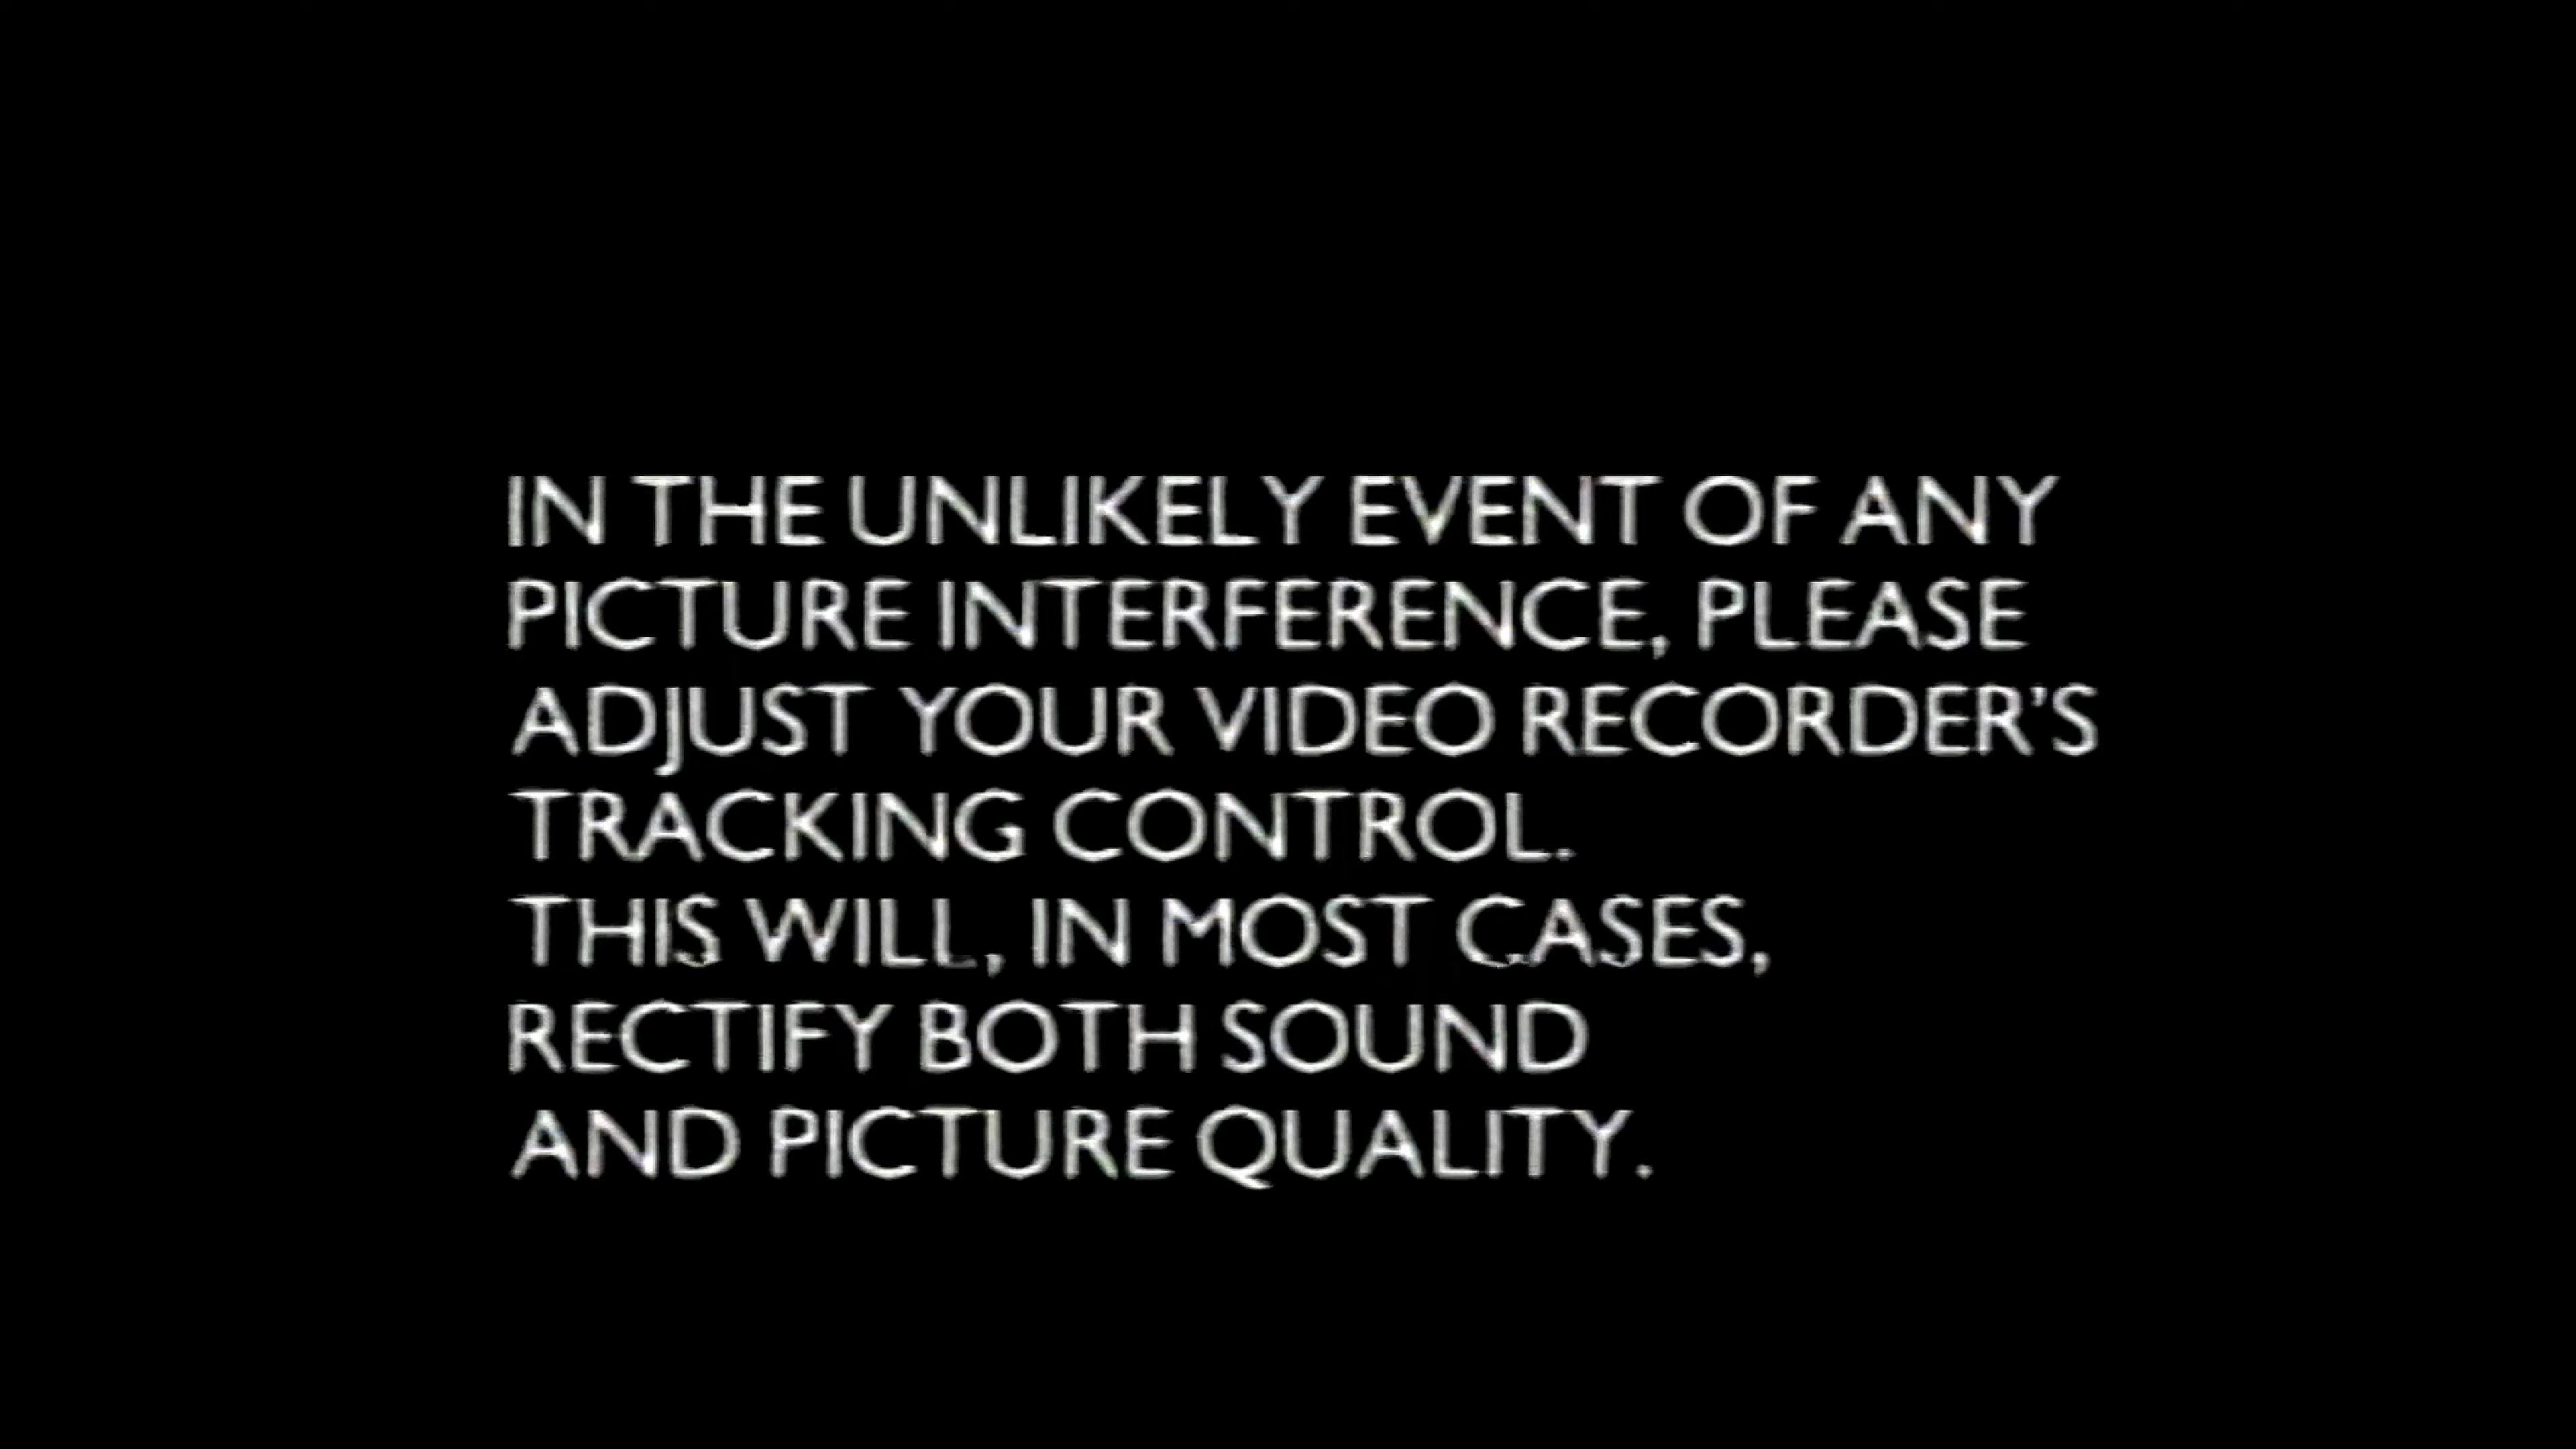 IN THE UNLIKELY EVENT OF ANY
PICTURE INTERFERENCE, PLEASE
ADJUST YOUR VIDEO RECORDER'S
TRACKING CONTROL.
THIS WILL, IN MOST CASES,
RECTIFY BOTH SOUND
AND PICTURE QUALITY.